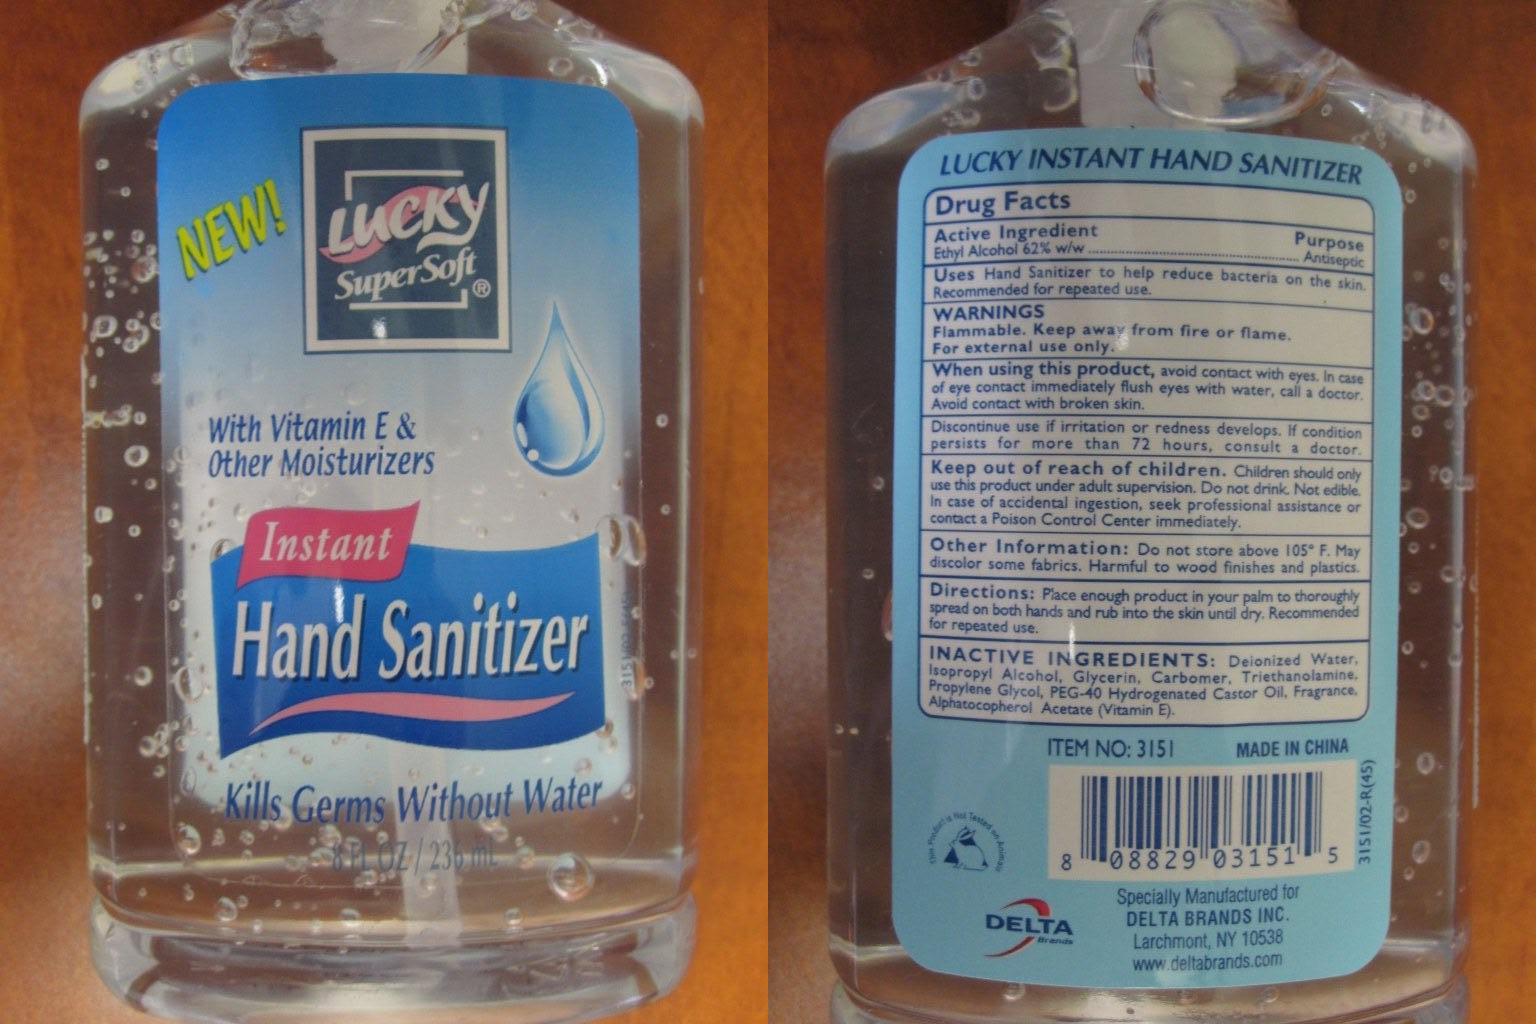 NEW!
LUCKY
SuperSoft®
With Vitamin E &
Other Moisturizers
Instant
Hand Sanitizer
Kills Germs Without Water
8 FL OZ / 236 mL
LUCKY INSTANT HAND SANITIZER
Drug Facts
Active Ingredient Purpose
Ethyl Alcohol 62% w/w ........ Antiseptic
Uses Hand Sanitizer to help reduce bacteria on the skin.
Recommended for repeated use.
WARNINGS
Flammable. Keep away from fire or flame.
For external use only.
When using this product, avoid contact with eyes. In case
of eye contact immediately flush eyes with water, call a doctor.
Avoid contact with broken skin.
Discontinue use if irritation or redness develops. If condition
persists for more than 72 hours, consult a doctor.
Keep out of reach of children. Children should only
use this product under adult supervision. Do not drink. Not edible.
In case of accidental ingestion, seek professional assistance or
contact a Poison Control Center immediately.
Other Information: Do not store above 105° F. May
discolor some fabrics. Harmful to wood finishes and plastics.
Directions: Place enough product in your palm to thoroughly
spread on both hands and rub into the skin until dry. Recommended
for repeated use.
INACTIVE INGREDIENTS: Deionized Water,
Isopropyl Alcohol, Glycerin, Carbomer, Triethanolamine,
Propylene Glycol, PEG-40 Hydrogenated Castor Oil, Fragrance,
Alphatocopherol Acetate (Vitamin E).
ITEM NO: 3151 MADE IN CHINA
3151/02-R(45)
This Product is Not Tested on Animals
8 08829 03151 5
Specially Manufactured for
DELTA BRANDS INC.
Larchmont, NY 10538
www.deltabrands.com
DELTA
Brands